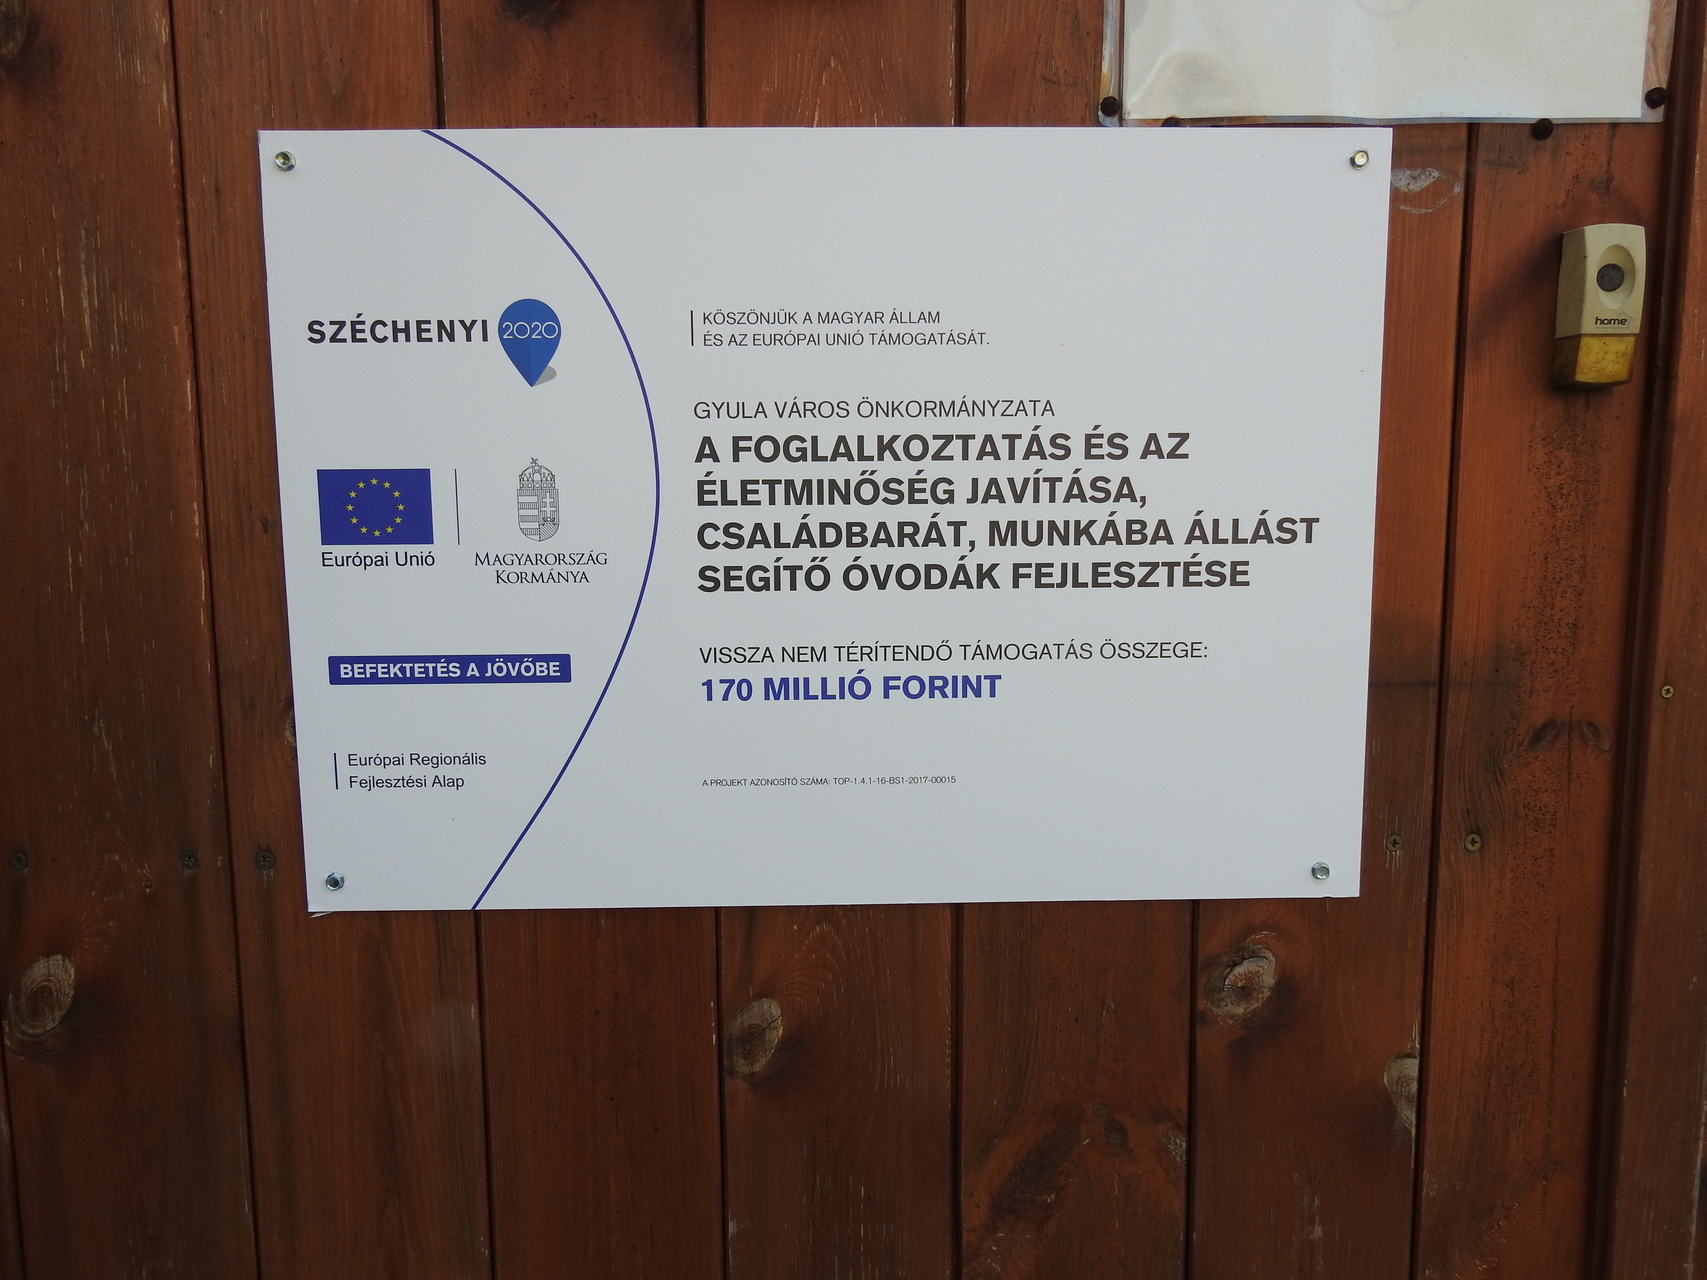 SZÉCHENYI 2020
Európai Unió
MAGYARORSZÁG
KORMÁNYA
BEFEKTETÉS A JÖVŐBE
Európai Regionális
Fejlesztési Alap
KÖSZÖNJÜK A MAGYAR ÁLLAM
ÉS AZ EURÓPAI UNIÓ TÁMOGATÁSÁT.
GYULA VÁROS ÖNKORMÁNYZATA
A FOGLALKOZTATÁS ÉS AZ
ÉLETMINŐSÉG JAVÍTÁSA,
CSALÁDBARÁT, MUNKÁBA ÁLLÁST
SEGÍTŐ ÓVODÁK FEJLESZTÉSE
VISSZA NEM TÉRÍTENDŐ TÁMOGATÁS ÖSSZEGE:
170 MILLIÓ FORINT
A PROJEKT AZONOSÍTÓ SZÁMA: TOP-1.4.1-16-BS1-2017-00015
home